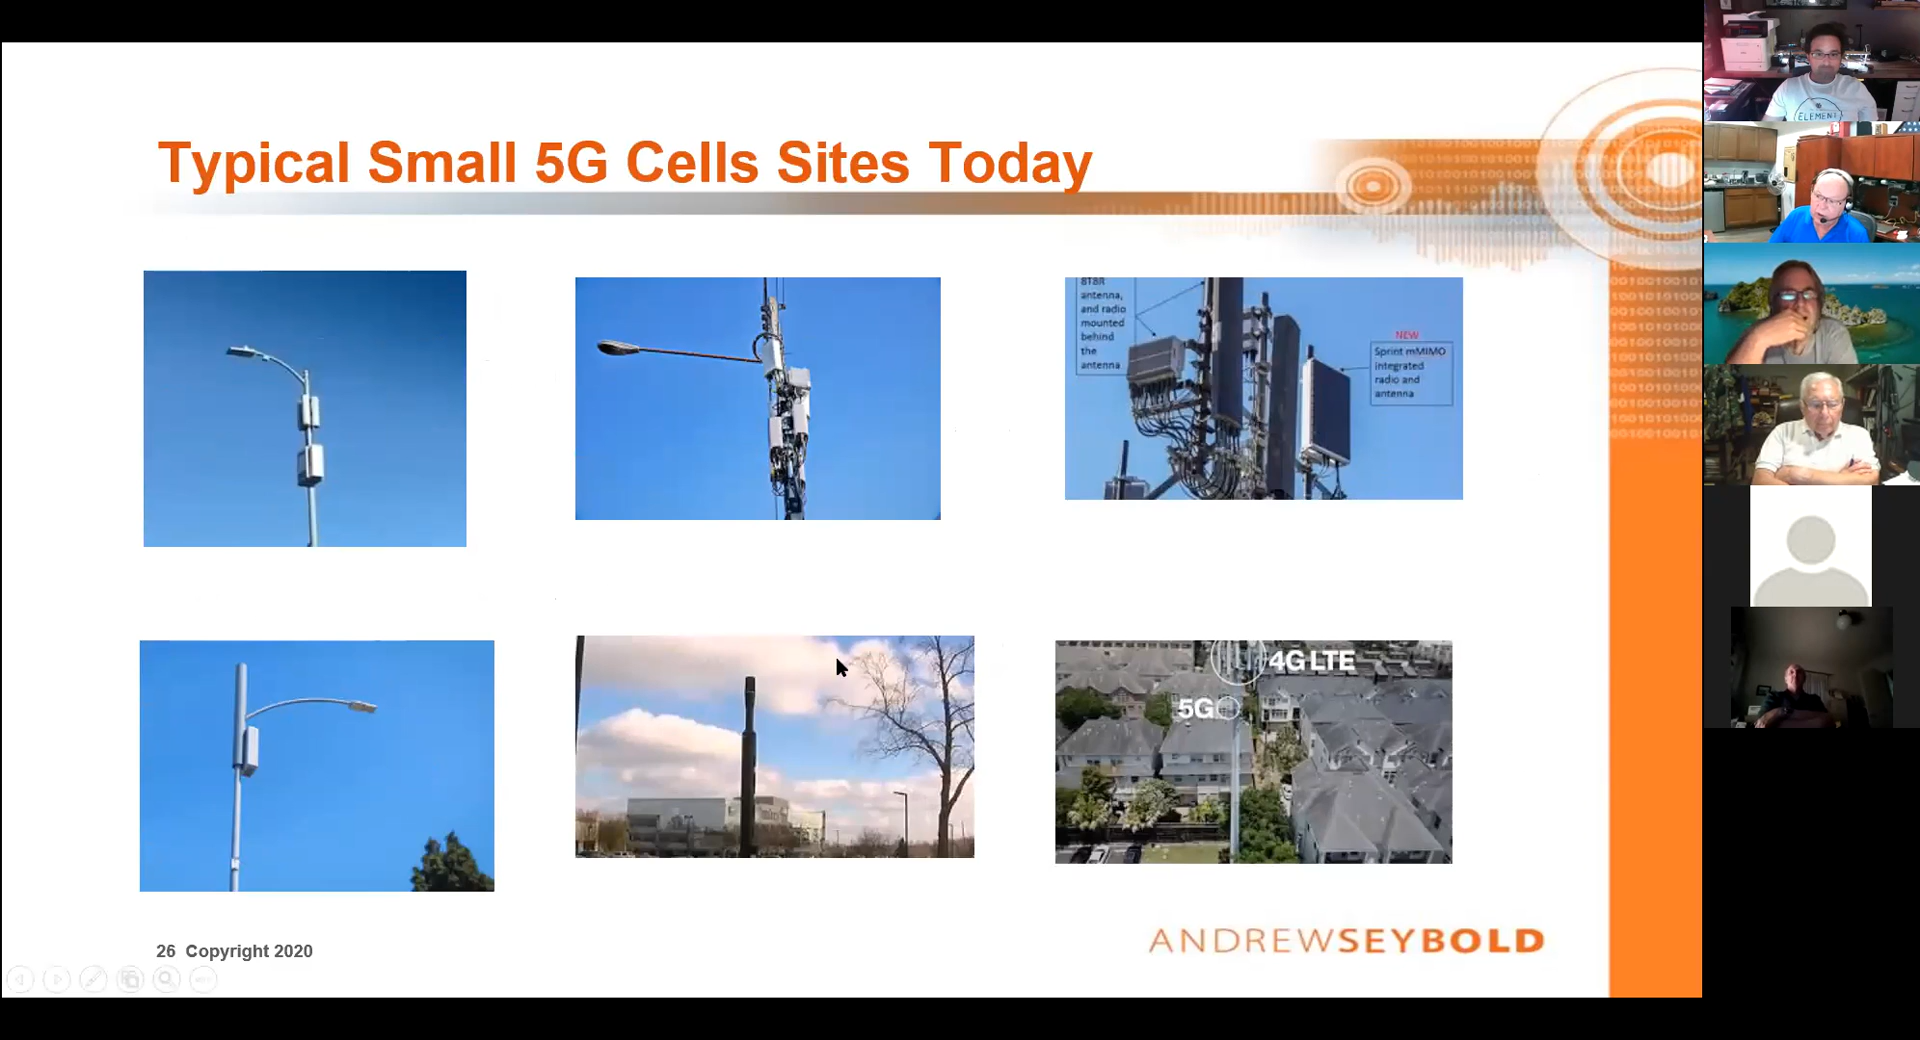 Typical Small 5G Cells Sites Today
8T8R
antenna,
and radio
mounted
behind
the
antenna
NEW
Sprint mMIMO
integrated
radio and
antenna
4G LTE
5G
26 Copyright 2020
ANDREWSEYBOLD
ELEMENT